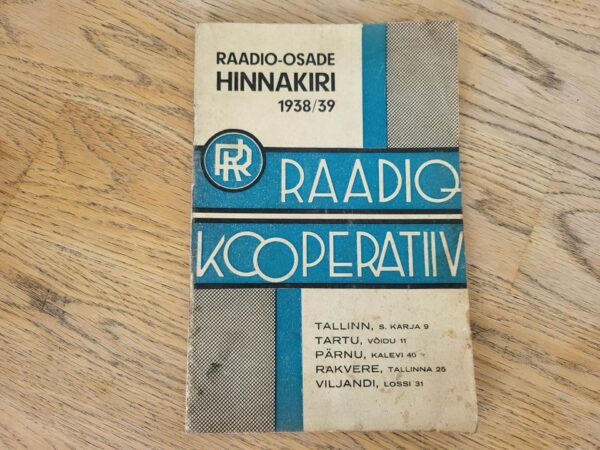 RAADIO-OSADE
HINNAKIRI
1938/39
RK
RAADIO-
KOOPERATIIV
TALLINN, S. KARJA 9
TARTU, VÕIDU 11
PÄRNU, KALEVI 40
RAKVERE, TALLINNA 25
VILJANDI, LOSSI 31